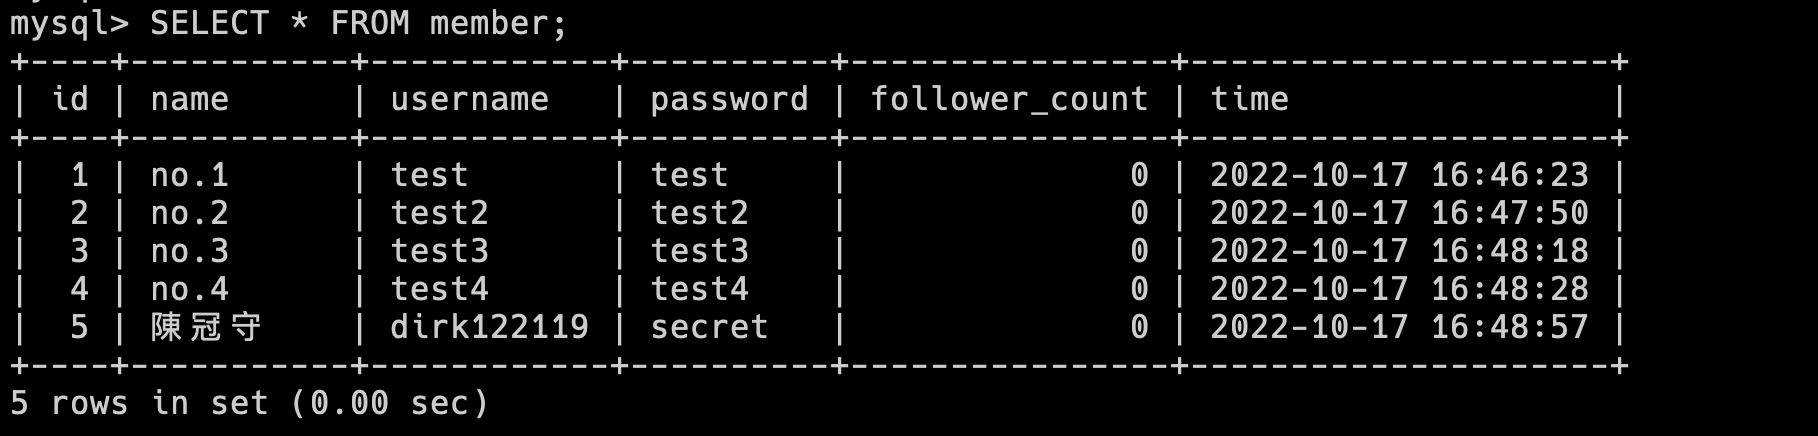 mysql> SELECT * FROM member;
+----+-----------+------------+----------+----------------+---------------------+
| id | name      | username   | password | follower_count | time                |
+----+-----------+------------+----------+----------------+---------------------+
|  1 | no.1      | test       | test     |              0 | 2022-10-17 16:46:23 |
|  2 | no.2      | test2      | test2    |              0 | 2022-10-17 16:47:50 |
|  3 | no.3      | test3      | test3    |              0 | 2022-10-17 16:48:18 |
|  4 | no.4      | test4      | test4    |              0 | 2022-10-17 16:48:28 |
|  5 | 陳冠守    | dirk122119 | secret   |              0 | 2022-10-17 16:48:57 |
+----+-----------+------------+----------+----------------+---------------------+
5 rows in set (0.00 sec)